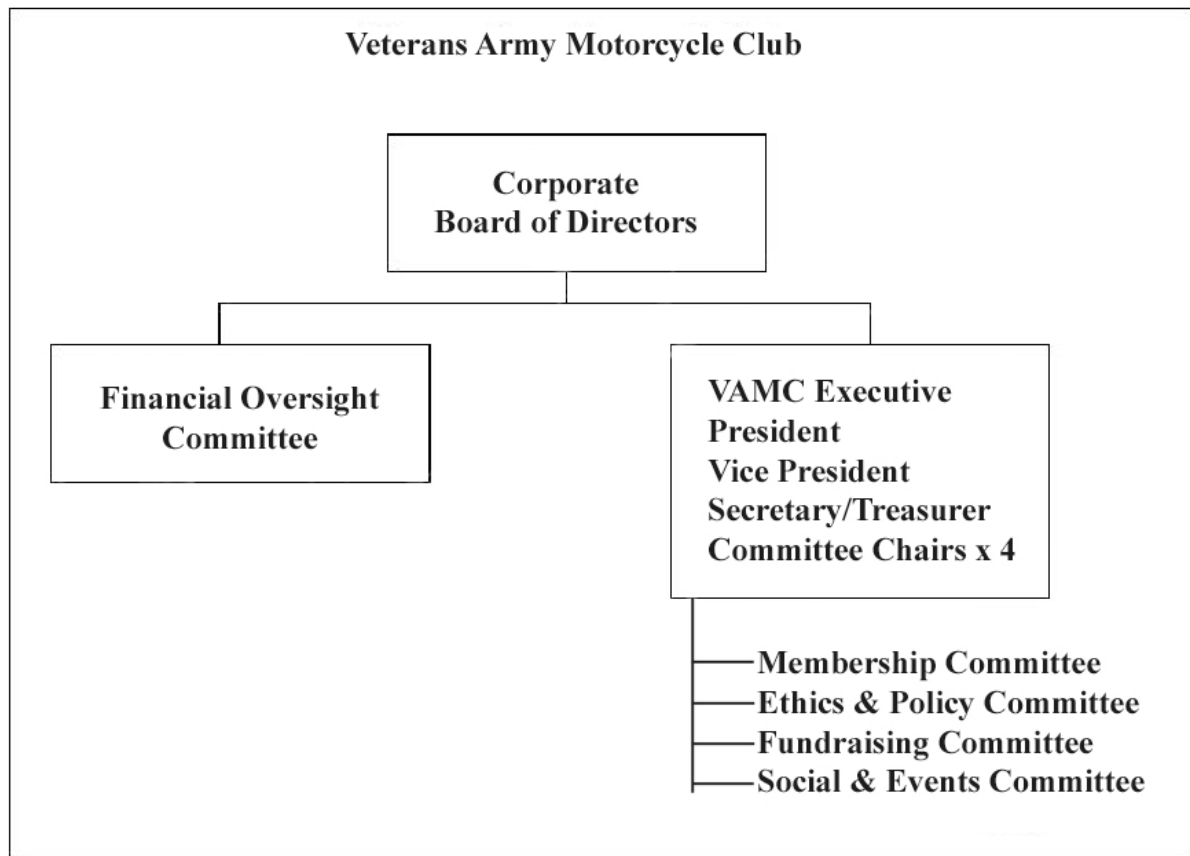 Veterans Army Motorcycle Club
Corporate
Board of Directors
Financial Oversight
Committee
VAMC Executive
President
Vice President
Secretary/Treasurer
Committee Chairs x 4
Membership Committee
Ethics & Policy Committee
Fundraising Committee
Social & Events Committee